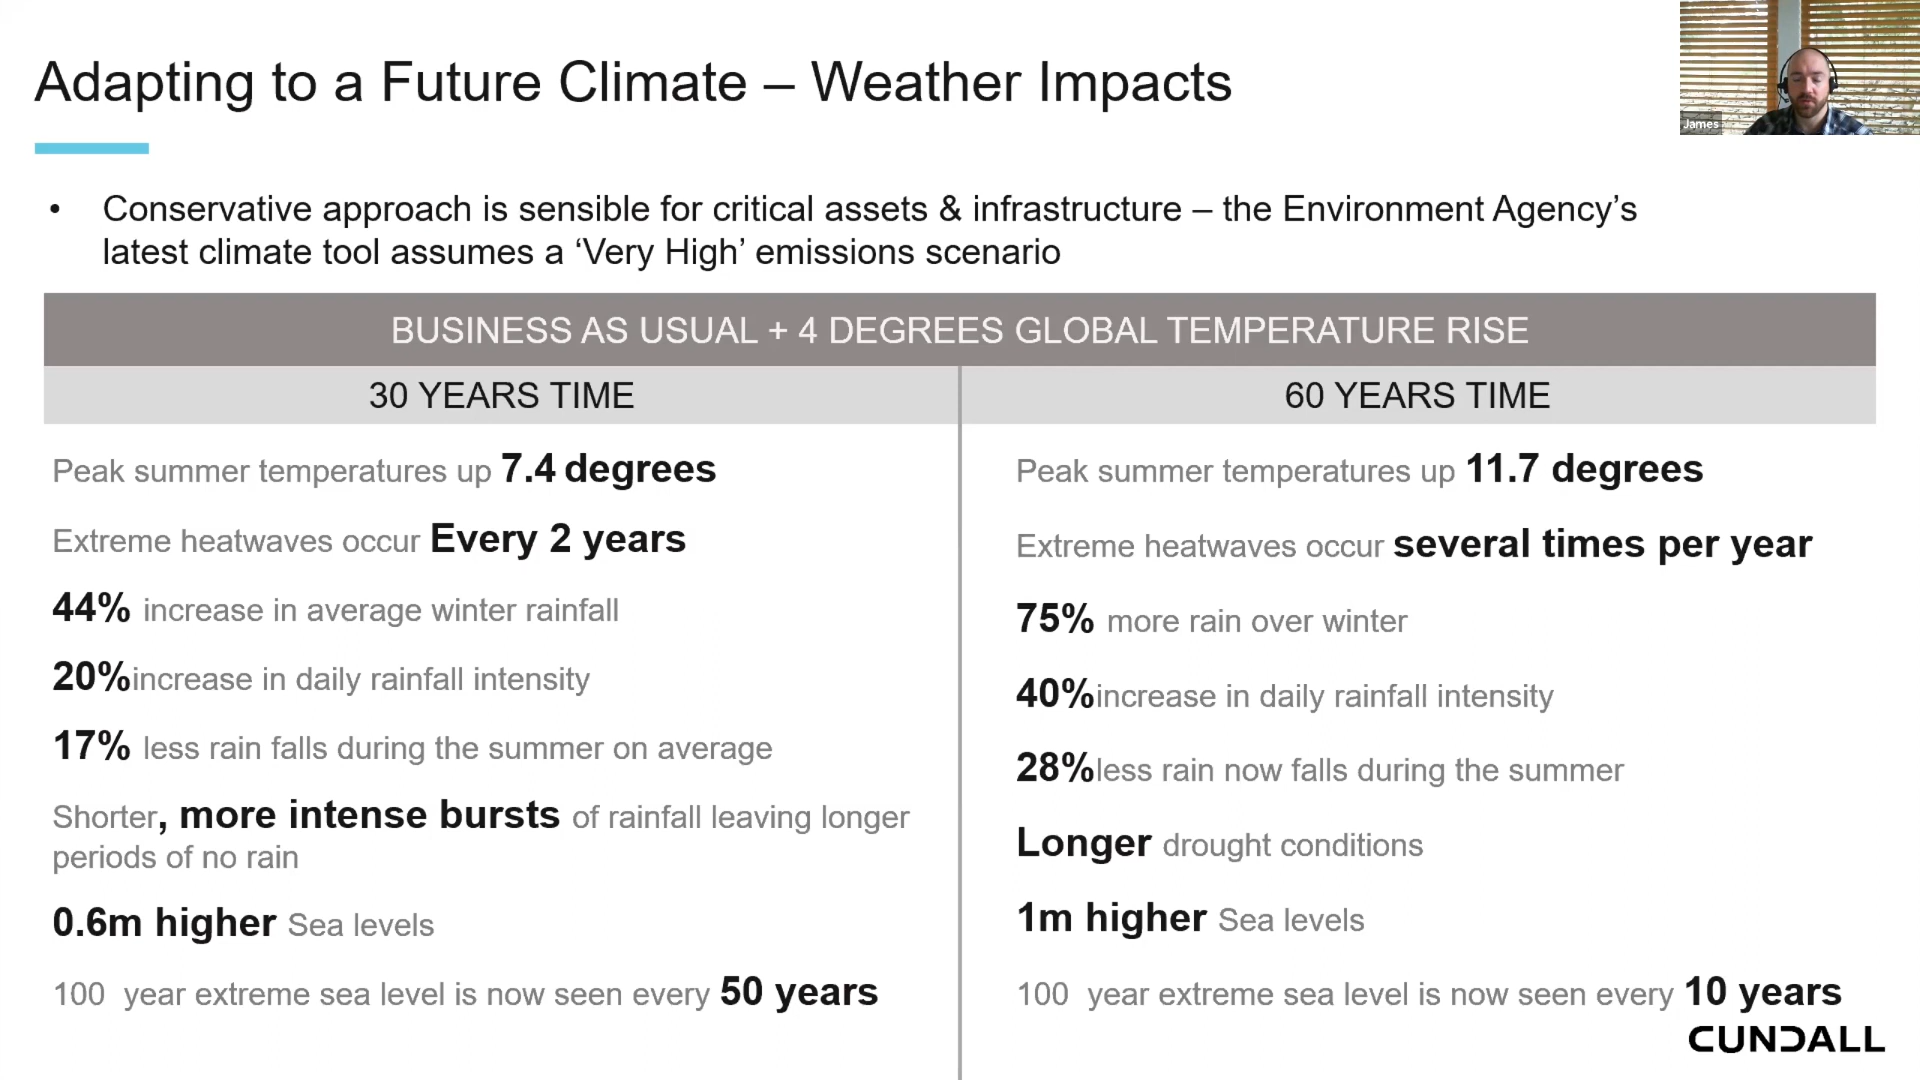 Adapting to a Future Climate – Weather Impacts
James
• Conservative approach is sensible for critical assets & infrastructure – the Environment Agency’s
latest climate tool assumes a ‘Very High’ emissions scenario
BUSINESS AS USUAL + 4 DEGREES GLOBAL TEMPERATURE RISE
30 YEARS TIME
Peak summer temperatures up 7.4 degrees
Extreme heatwaves occur Every 2 years
44% increase in average winter rainfall
20%increase in daily rainfall intensity
17% less rain falls during the summer on average
Shorter, more intense bursts of rainfall leaving longer
periods of no rain
0.6m higher Sea levels
100 year extreme sea level is now seen every 50 years
60 YEARS TIME
Peak summer temperatures up 11.7 degrees
Extreme heatwaves occur several times per year
75% more rain over winter
40%increase in daily rainfall intensity
28%less rain now falls during the summer
Longer drought conditions
1m higher Sea levels
100 year extreme sea level is now seen every 10 years
CUNDALL